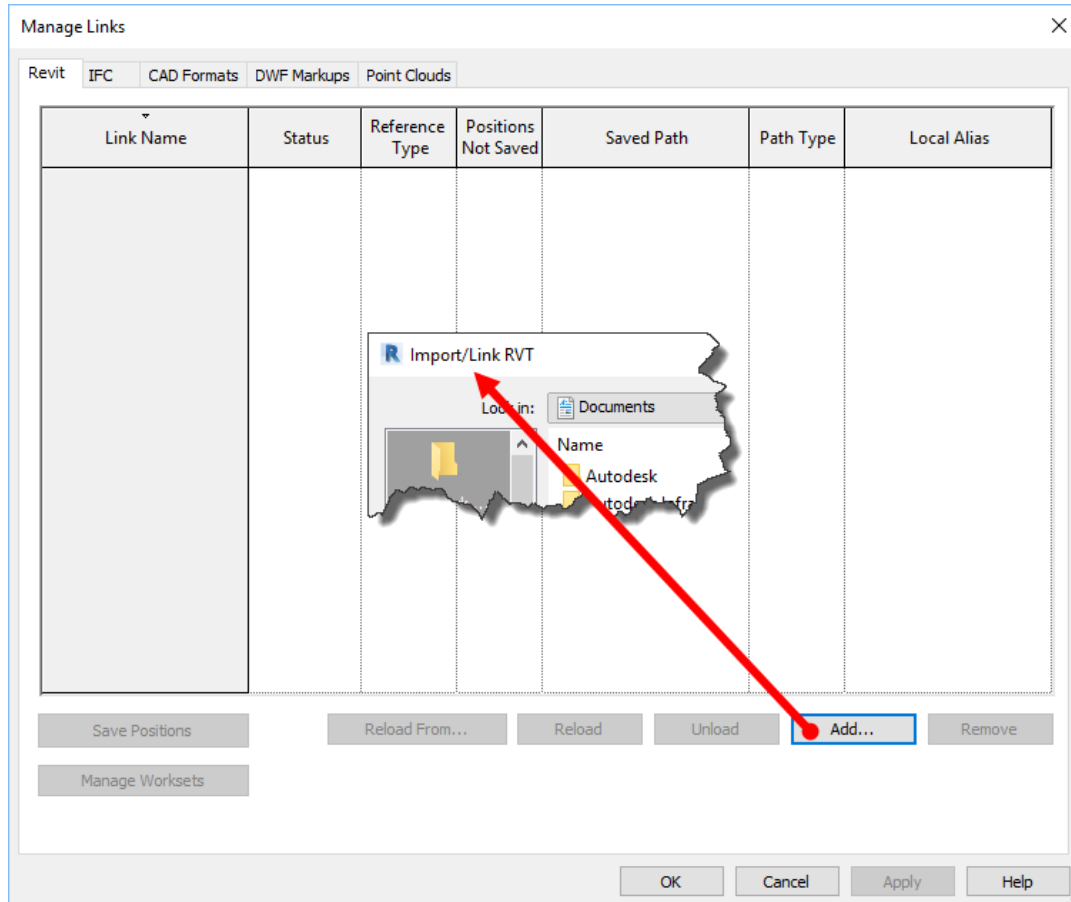 Manage Links
Revit IFC CAD Formats DWF Markups Point Clouds
Link Name Status Reference Type Positions Not Saved Saved Path Path Type Local Alias
Import/Link RVT
Look in: Documents
Name
Autodesk
Save Positions Reload From... Reload Unload Add... Remove
Manage Worksets
OK Cancel Apply Help